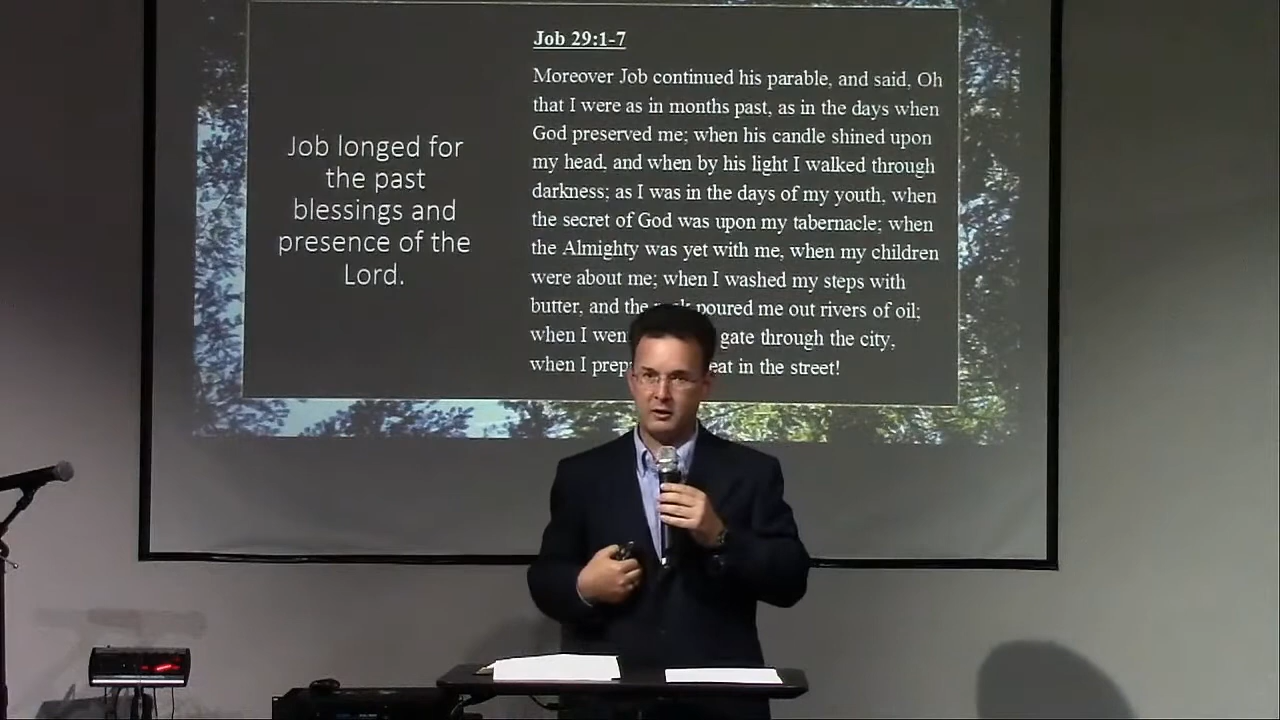 Job longed for
the past
blessings and
presence of the
Lord.
Job 29:1-7
Moreover Job continued his parable, and said, Oh
that I were as in months past, as in the days when
God preserved me; when his candle shined upon
my head, and when by his light I walked through
darkness; as I was in the days of my youth, when
the secret of God was upon my tabernacle; when
the Almighty was yet with me, when my children
were about me; when I washed my steps with
butter, and the poured me out rivers of oil;
when I gate through the city,
when I in the street!